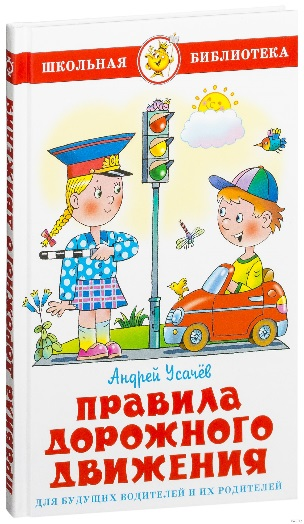 ШКОЛЬНАЯ БИБЛИОТЕКА
Андрей Усачёв
ПРАВИЛА
ДОРОЖНОГО
ДВИЖЕНИЯ
ДЛЯ БУДУЩИХ ВОДИТЕЛЕЙ И ИХ РОДИТЕЛЕЙ